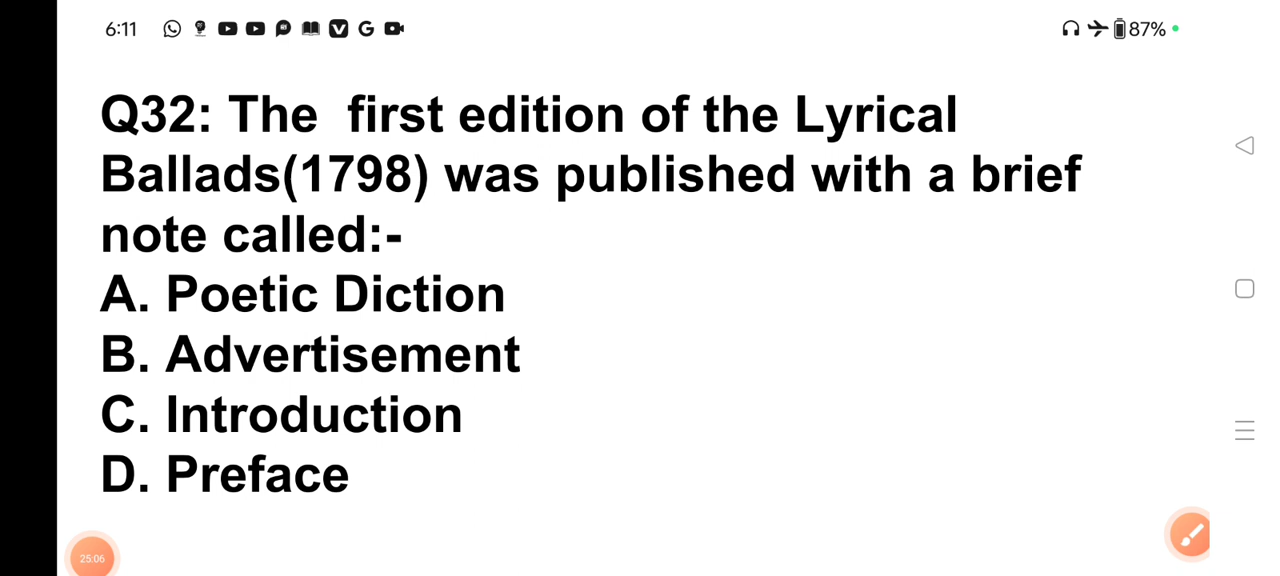 6:11 87%
Q32: The  first edition of the Lyrical
Ballads(1798) was published with a brief
note called:-
A. Poetic Diction
B. Advertisement
C. Introduction
D. Preface
25:06